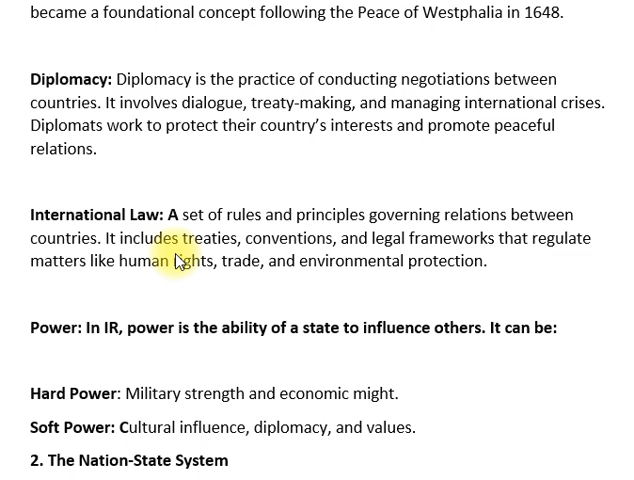 became a foundational concept following the Peace of Westphalia in 1648.
Diplomacy: Diplomacy is the practice of conducting negotiations between
countries. It involves dialogue, treaty-making, and managing international crises.
Diplomats work to protect their country's interests and promote peaceful
relations.
International Law: A set of rules and principles governing relations between
countries. It includes treaties, conventions, and legal frameworks that regulate
matters like human rights, trade, and environmental protection.
Power: In IR, power is the ability of a state to influence others. It can be:
Hard Power: Military strength and economic might.
Soft Power: Cultural influence, diplomacy, and values.
2. The Nation-State System